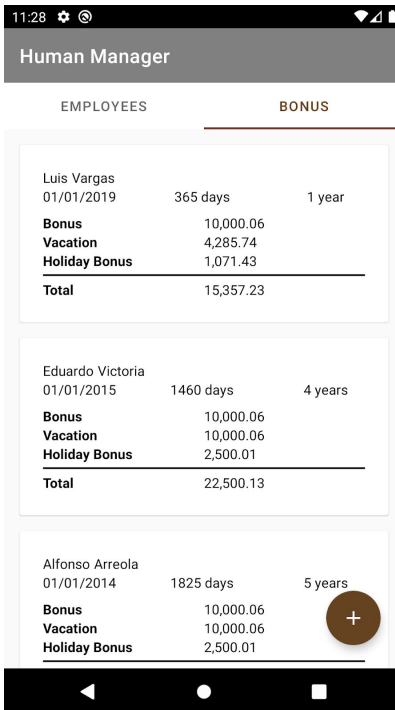 11:28
Human Manager
EMPLOYEES BONUS
Luis Vargas
01/01/2019 365 days 1 year
Bonus 10,000.06
Vacation 4,285.74
Holiday Bonus 1,071.43
Total 15,357.23
Eduardo Victoria
01/01/2015 1460 days 4 years
Bonus 10,000.06
Vacation 10,000.06
Holiday Bonus 2,500.01
Total 22,500.13
Alfonso Arreola
01/01/2014 1825 days 5 years
Bonus 10,000.06
Vacation 10,000.06
Holiday Bonus 2,500.01
+